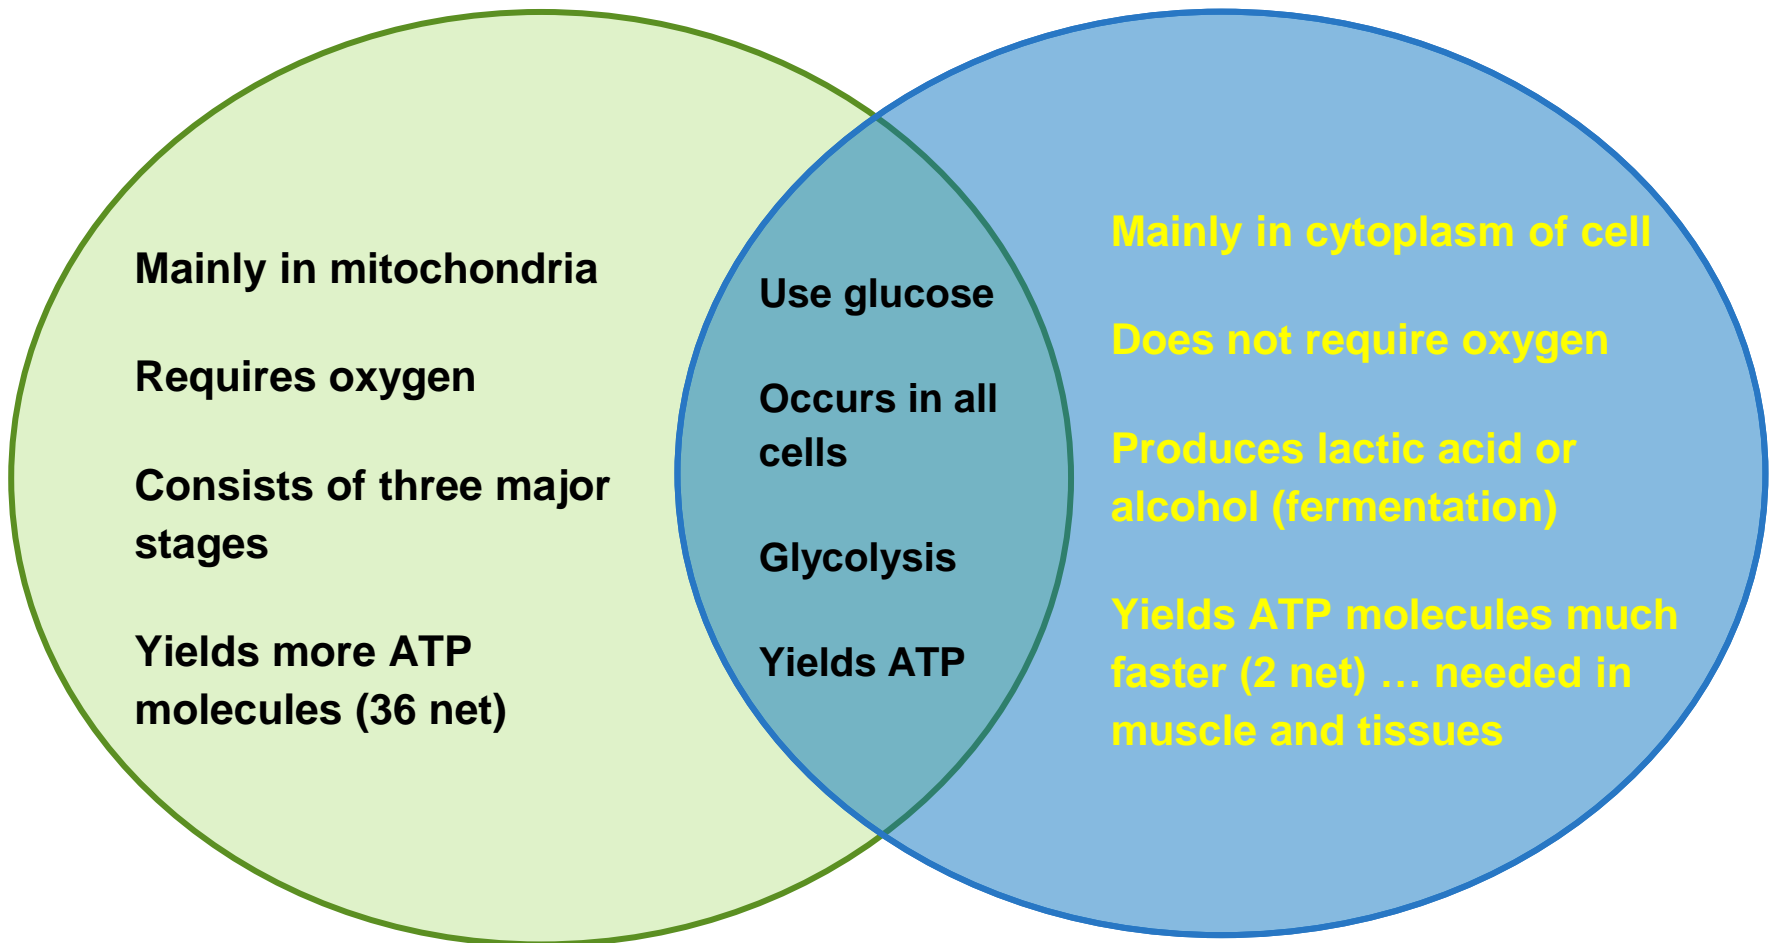 Mainly in mitochondria
Requires oxygen
Consists of three major
stages
Yields more ATP
molecules (36 net)
Use glucose
Occurs in all
cells
Glycolysis
Yields ATP
Mainly in cytoplasm of cell
Does not require oxygen
Produces lactic acid or
alcohol (fermentation)
Yields ATP molecules much
faster (2 net) … needed in
muscle and tissues